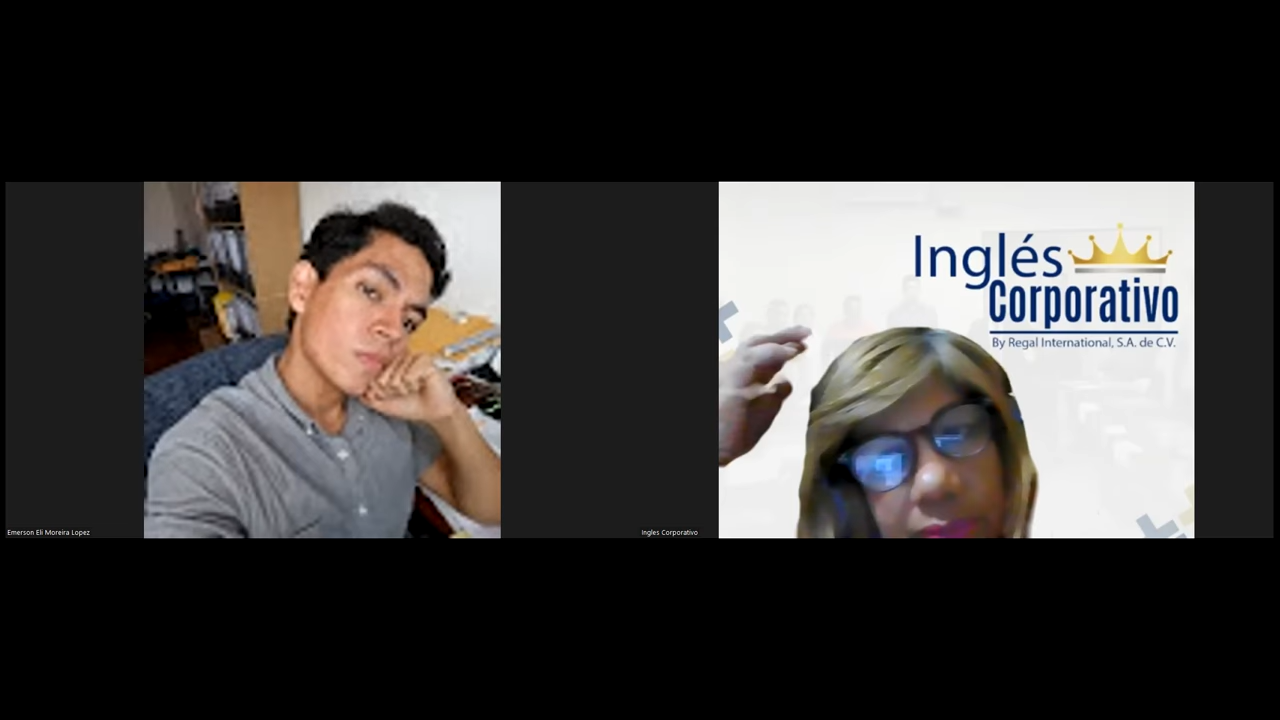 Inglés
Corporativo
By Regal International, S.A. de C.V.
Emerson Eli Moreira Lopez
Ingles Corporativo